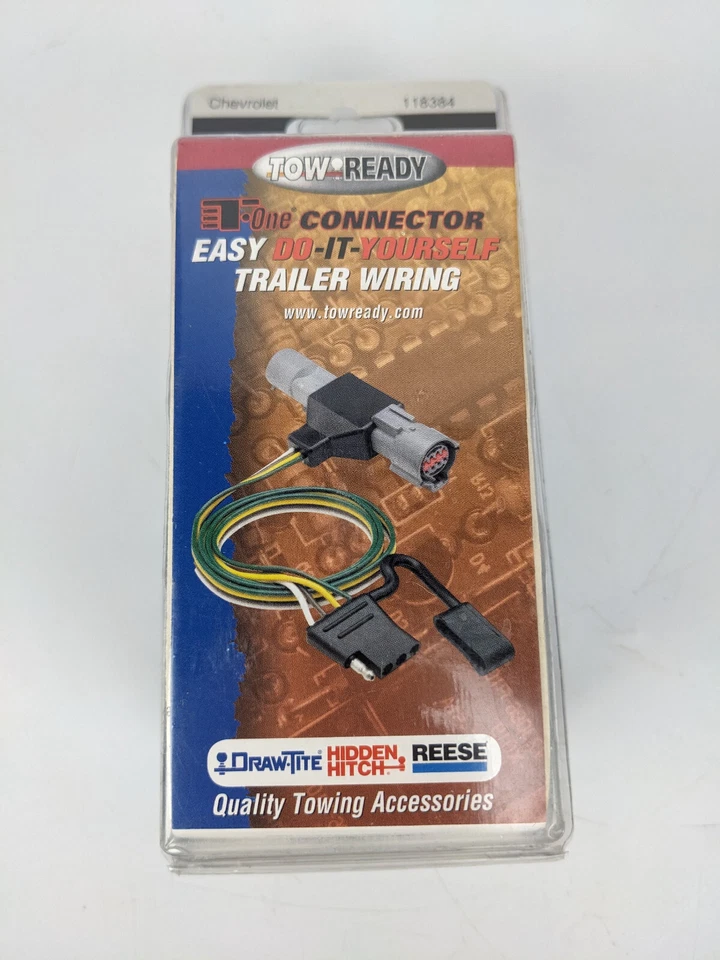 Chevrolet 118384
TOW READY
T-One® CONNECTOR
EASY DO-IT-YOURSELF
TRAILER WIRING
www.towready.com
DRAW-TITE® HIDDEN HITCH® REESE®
Quality Towing Accessories